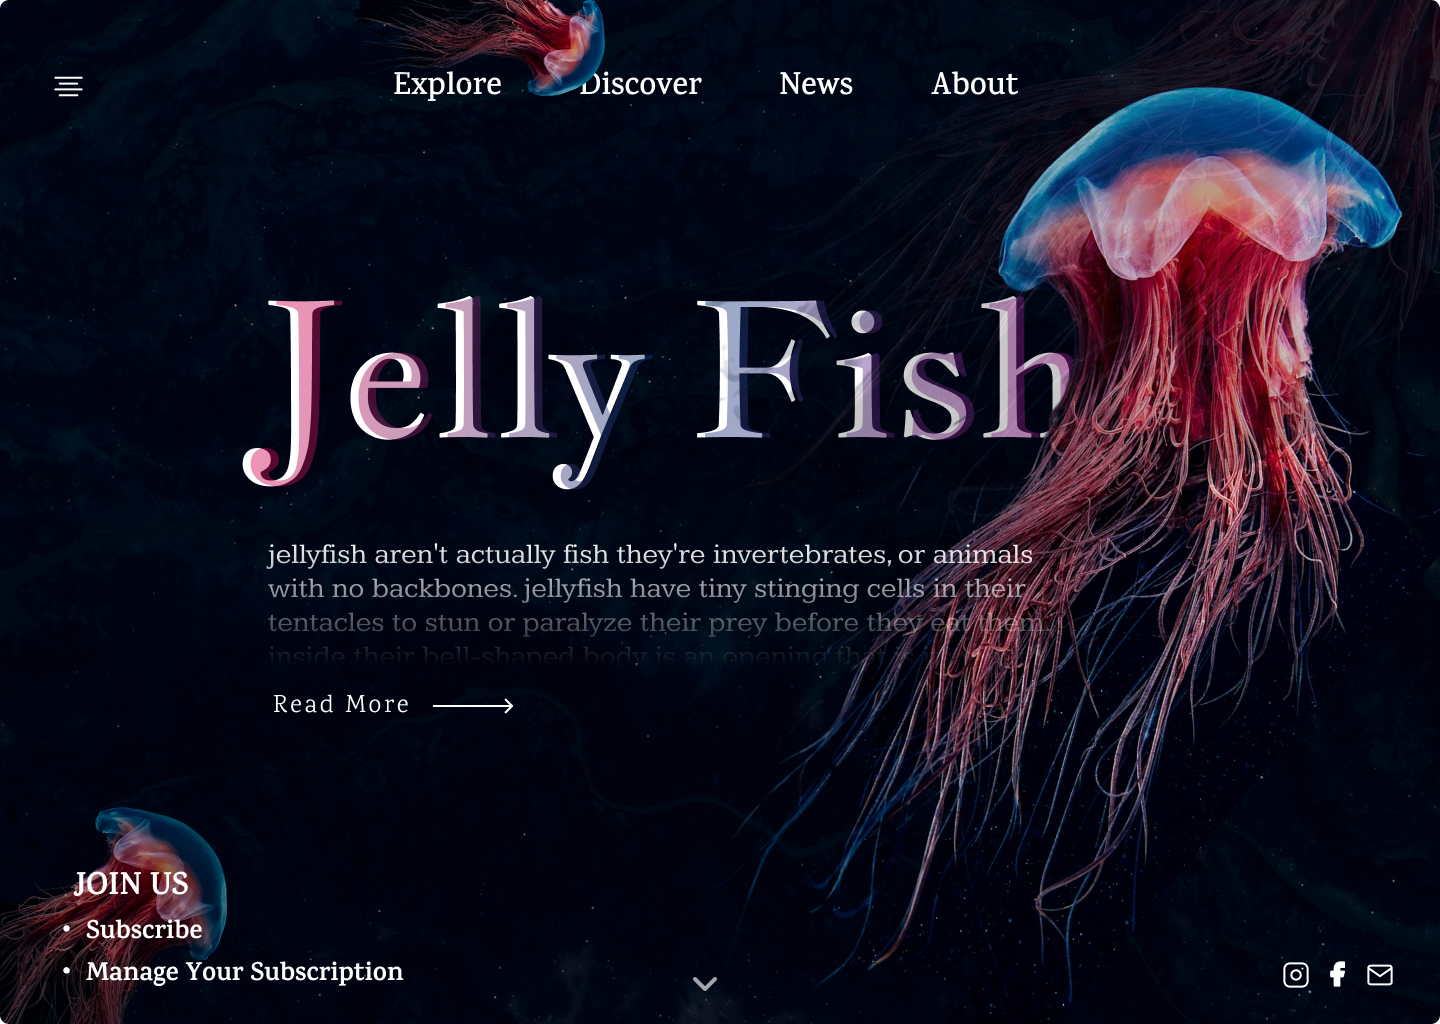 Explore Discover News About
Jelly Fish
jellyfish aren't actually fish they're invertebrates, or animals
with no backbones. jellyfish have tiny stinging cells in their
tentacles to stun or paralyze their prey before they eat them.
inside their bell-shaped body is an opening that
Read More
JOIN US
• Subscribe
• Manage Your Subscription